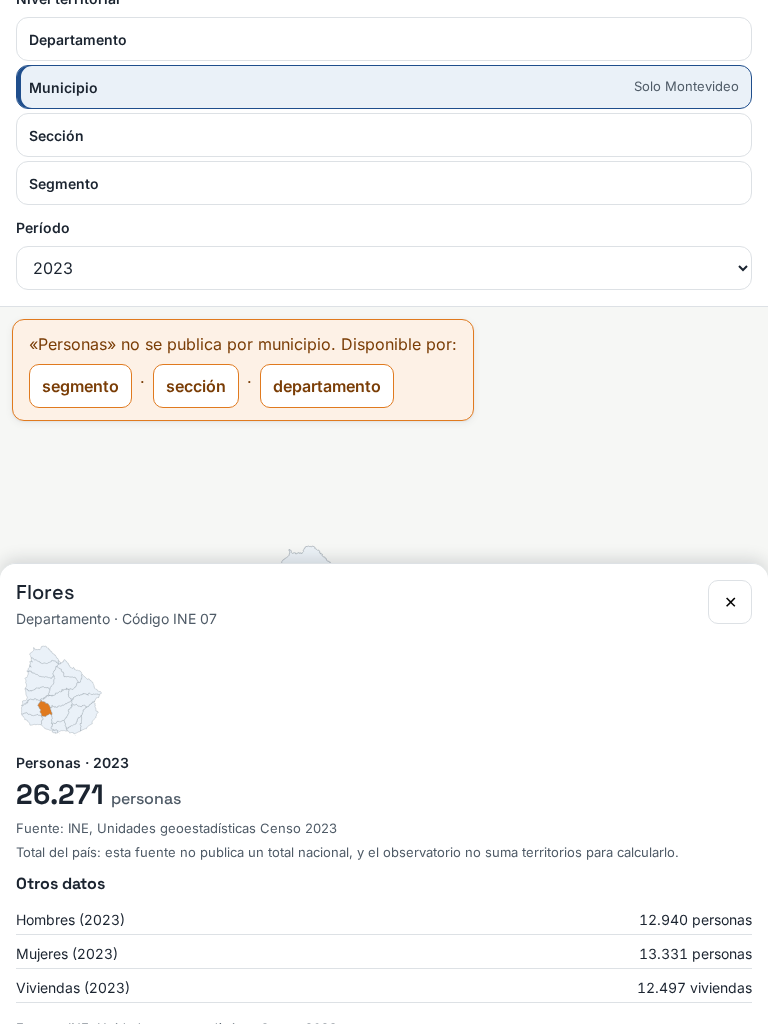 Nivel territorial
Departamento
Municipio Solo Montevideo
Sección
Segmento
Período
2023
«Personas» no se publica por municipio. Disponible por:
segmento · sección · departamento
Flores
Departamento · Código INE 07
×
Personas · 2023
26.271 personas
Fuente: INE, Unidades geoestadísticas Censo 2023
Total del país: esta fuente no publica un total nacional, y el observatorio no suma territorios para calcularlo.
Otros datos
Hombres (2023) 12.940 personas
Mujeres (2023) 13.331 personas
Viviendas (2023) 12.497 viviendas